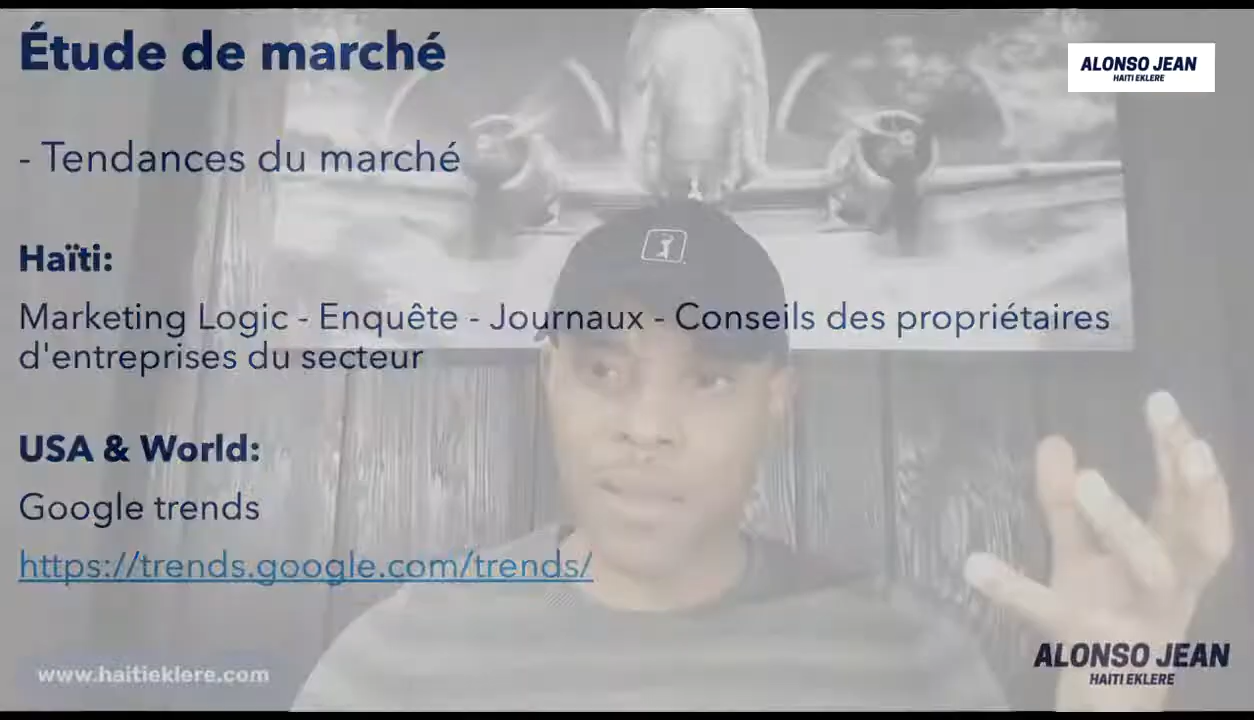 Étude de marché
ALONSO JEAN
HAITI EKLERE
- Tendances du marché
Haïti:
Marketing Logic - Enquête - Journaux - Conseils des propriétaires
d'entreprises du secteur
USA & World:
Google trends
https://trends.google.com/trends/
www.haitieklere.com
ALONSO JEAN
HAITI EKLERE